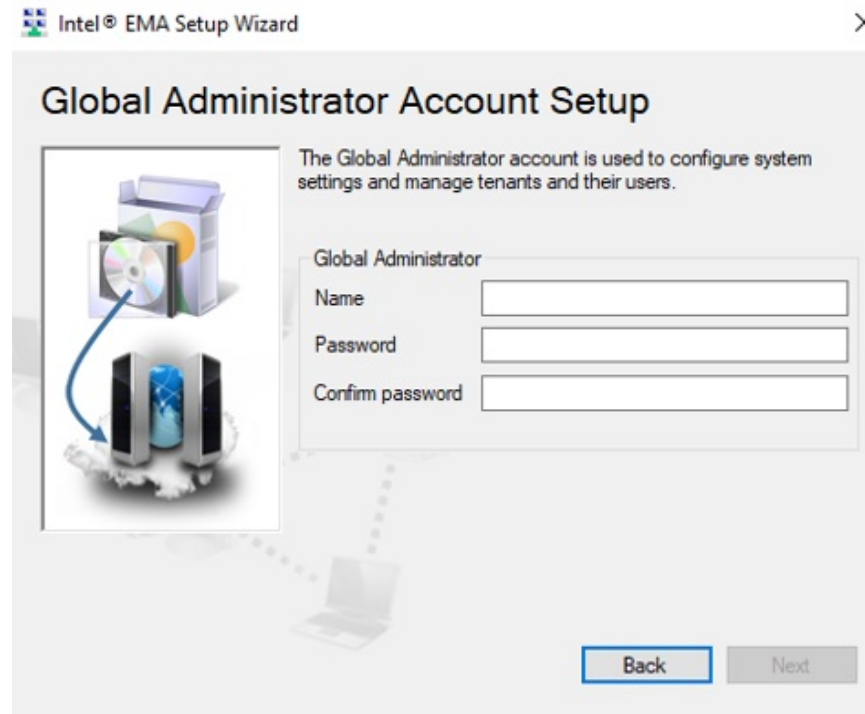 Intel® EMA Setup Wizard
Global Administrator Account Setup
The Global Administrator account is used to configure system
settings and manage tenants and their users.
Global Administrator
Name
Password
Confirm password
Back
Next